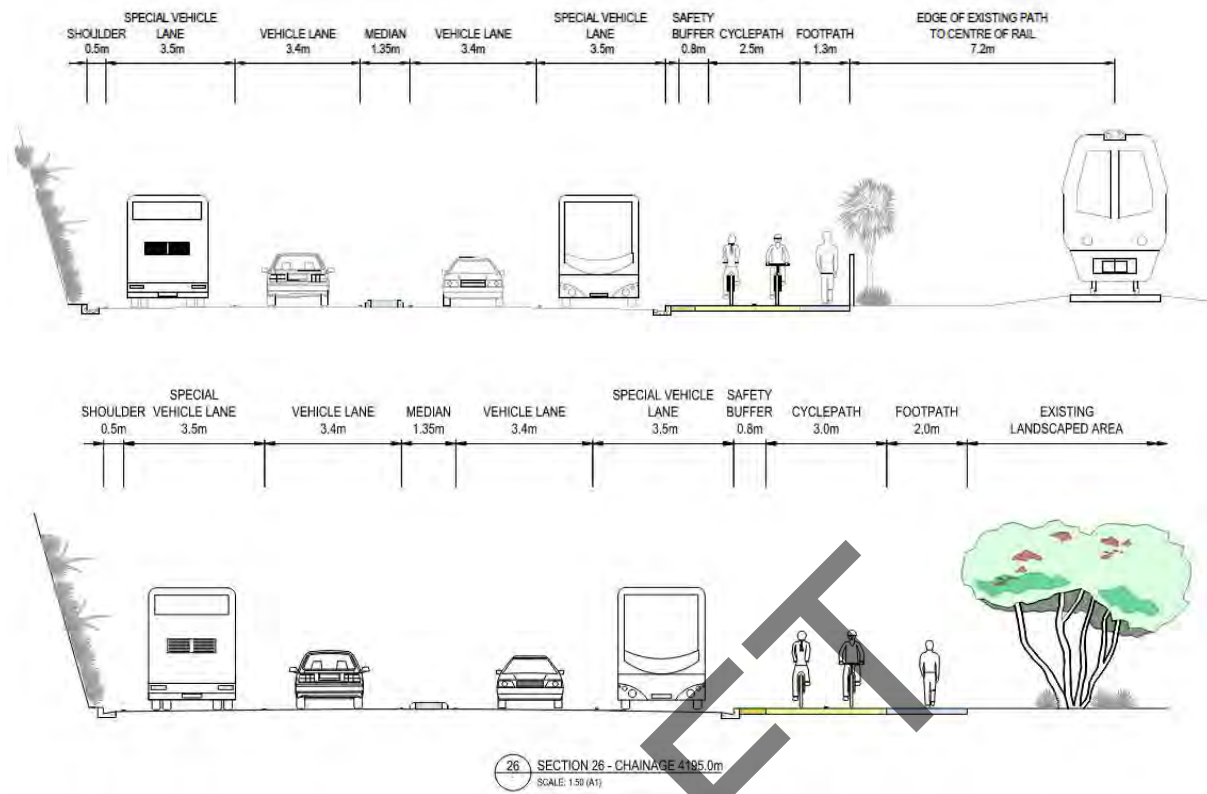 SPECIAL VEHICLE SPECIAL VEHICLE SAFETY EDGE OF EXISTING PATH
SHOULDER LANE VEHICLE LANE MEDIAN VEHICLE LANE LANE BUFFER CYCLEPATH FOOTPATH TO CENTRE OF RAIL
0.5m 3.5m 3.4m 1.35m 3.4m 3.5m 0.8m 2.5m 1.3m 7.2m
SPECIAL SPECIAL VEHICLE SAFETY
SHOULDER VEHICLE LANE VEHICLE LANE MEDIAN VEHICLE LANE LANE BUFFER CYCLEPATH FOOTPATH EXISTING
0.5m 3.5m 3.4m 1.35m 3.4m 3.5m 0.8m 3.0m 2.0m LANDSCAPED AREA
26 SECTION 26 - CHAINAGE 4195.0m
SCALE: 1:50 (A1)
ET